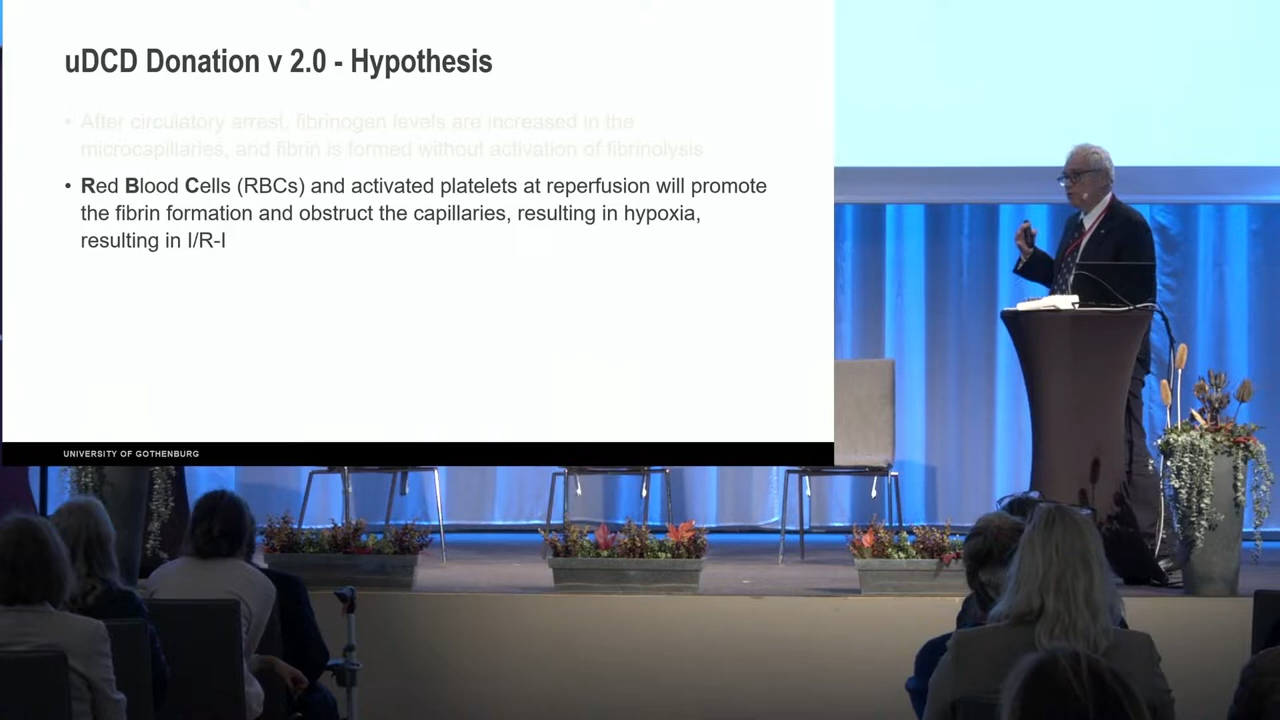 uDCD Donation v 2.0 - Hypothesis
• After circulatory arrest, fibrinogen levels are increased in the
microcapillaries, and fibrin is formed without activation of fibrinolysis
• Red Blood Cells (RBCs) and activated platelets at reperfusion will promote
the fibrin formation and obstruct the capillaries, resulting in hypoxia,
resulting in I/R-I
UNIVERSITY OF GOTHENBURG